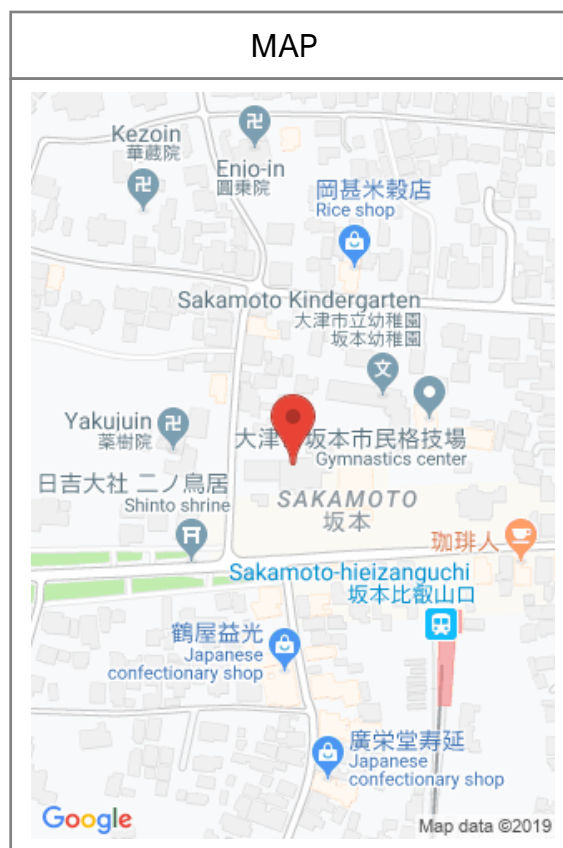 MAP
Kezoin
華蔵院
Enjo-in
圓乗院
岡甚米穀店
Rice shop
Sakamoto Kindergarten
大津市立幼稚園
坂本幼稚園
文
Yakujuin
薬樹院
大津 坂本市民格技場
Gymnastics center
日吉大社 二ノ鳥居
Shinto shrine
SAKAMOTO
坂本
珈琲人
Sakamoto-hieizanguchi
坂本比叡山口
鶴屋益光
Japanese
confectionary shop
廣栄堂寿延
Japanese
confectionary shop
Google
Map data ©2019